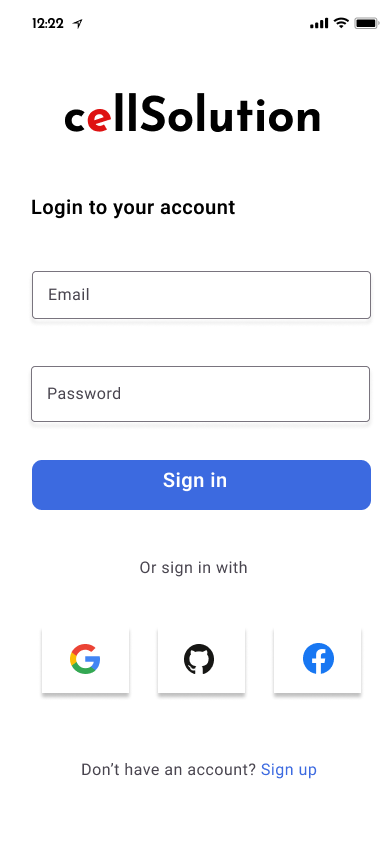 12:22
cellSolution
Login to your account
Email
Password
Sign in
Or sign in with
Don’t have an account? Sign up